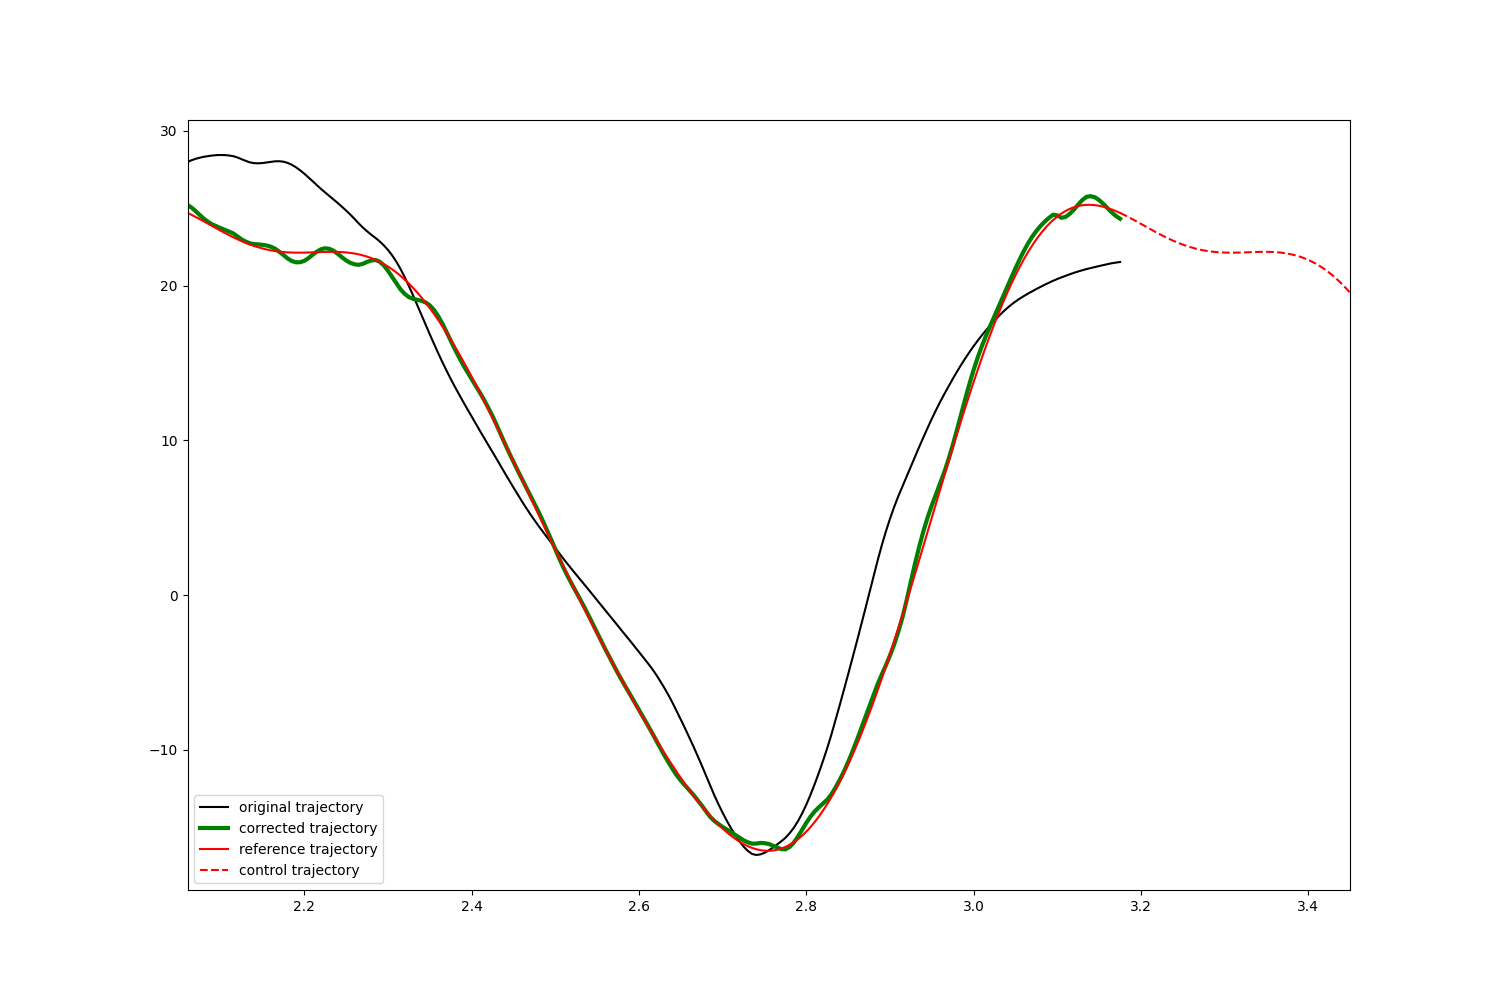 30
20
10
0
−10
original trajectory
corrected trajectory
reference trajectory
control trajectory
2.2 2.4 2.6 2.8 3.0 3.2 3.4